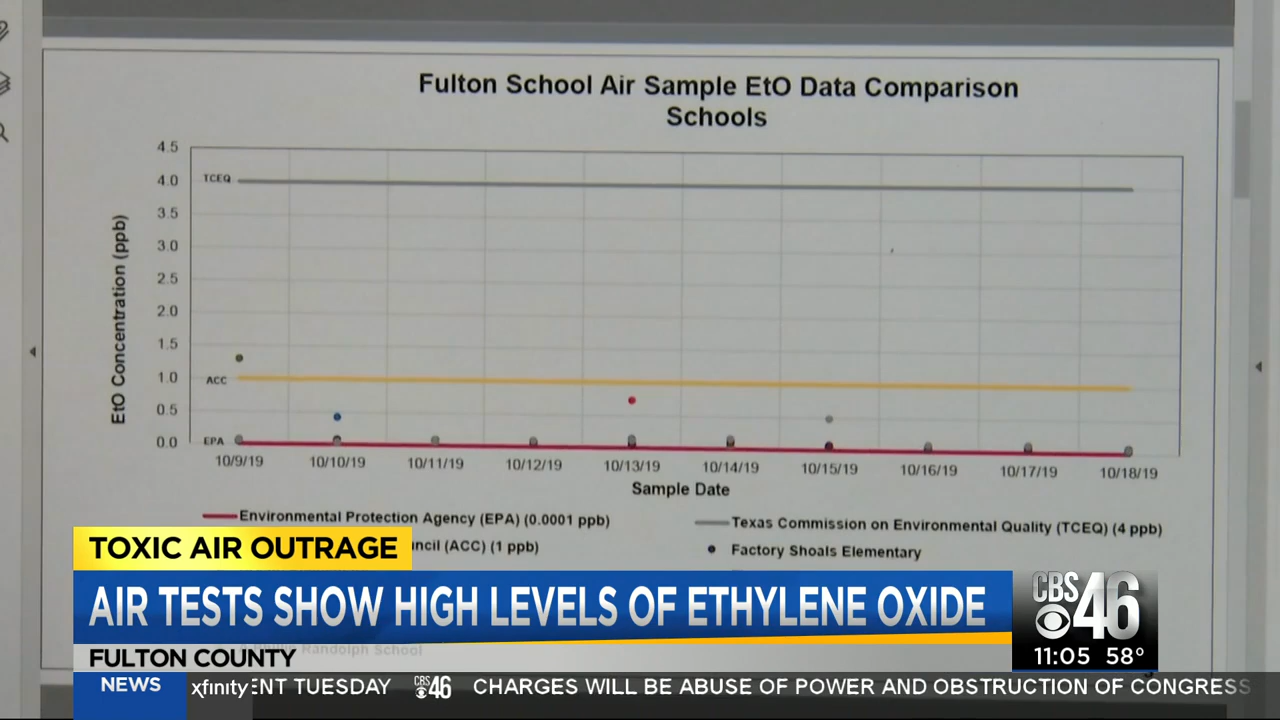 Fulton School Air Sample EtO Data Comparison
Schools
EtO Concentration (ppb)
4.5
4.0
3.5
3.0
2.5
2.0
1.5
1.0
0.5
0.0
TCEQ
ACC
EPA
10/9/19 10/10/19 10/11/19 10/12/19 10/13/19 10/14/19 10/15/19 10/16/19 10/17/19 10/18/19
Sample Date
Environmental Protection Agency (EPA) (0.0001 ppb)
Texas Commission on Environmental Quality (TCEQ) (4 ppb)
ncil (ACC) (1 ppb)
Factory Shoals Elementary
TOXIC AIR OUTRAGE
AIR TESTS SHOW HIGH LEVELS OF ETHYLENE OXIDE
Randolph School
FULTON COUNTY
CBS 46
11:05 58°
NEWS
xfinity ENT TUESDAY CBS 46 CHARGES WILL BE ABUSE OF POWER AND OBSTRUCTION OF CONGRESS